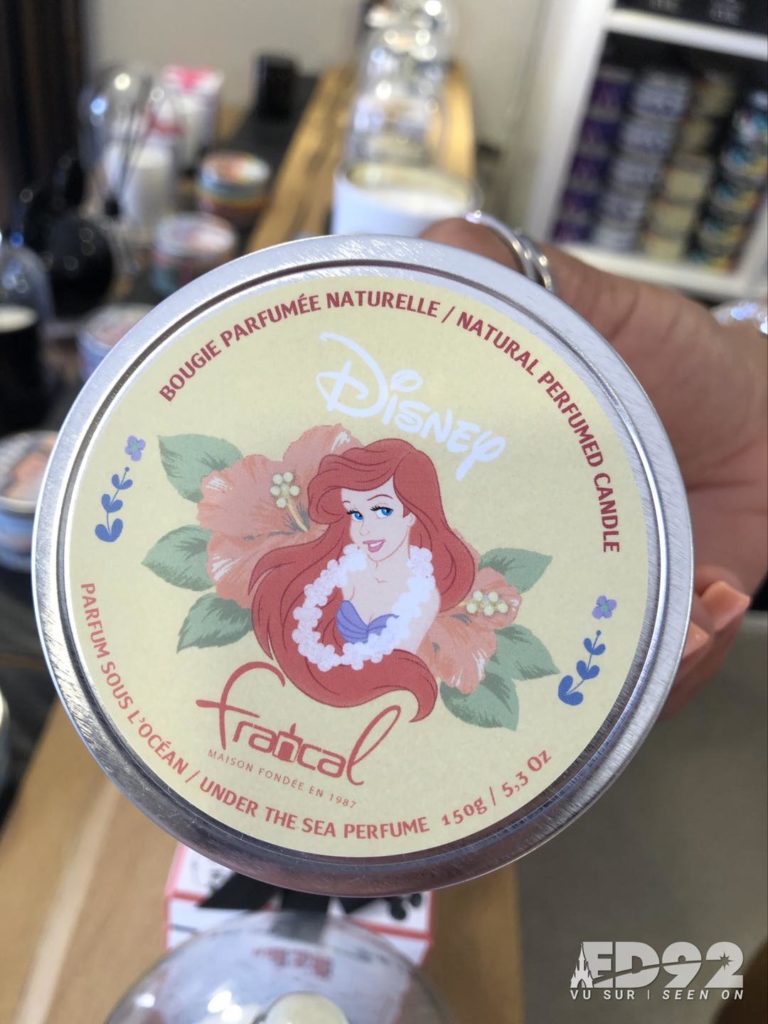 BOUGIE PARFUMÉE NATURELLE / NATURAL PERFUMED CANDLE
Disney
francal
MAISON FONDÉE EN 1987
PARFUM SOUS L'OCÉAN / UNDER THE SEA PERFUME 150g / 5,3 Oz
ED92
VU SUR | SEEN ON